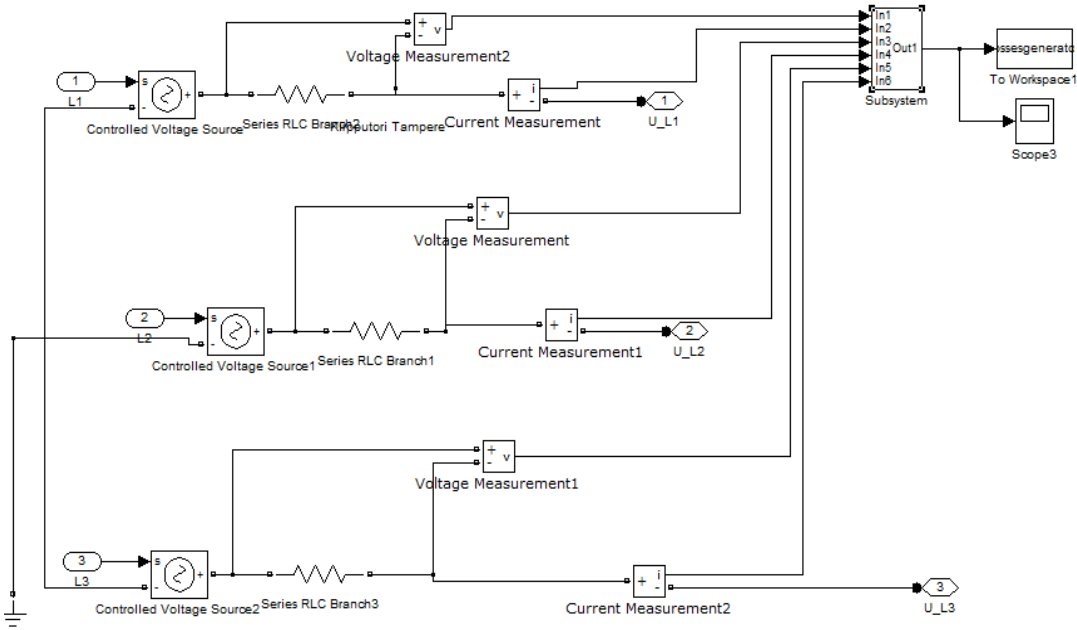 In1
In2
In3
In4
In5
In6
Out1
Subsystem
ssesgenerato
To Workspace1
Scope3
+
-
v
Voltage Measurement2
1
L1
s
-
+
Controlled Voltage Source
Series RLC Branch2
Tampere
+
i
-
Current Measurement
1
U_L1
+
-
v
Voltage Measurement
2
L2
s
-
+
Controlled Voltage Source1
Series RLC Branch1
+
i
-
Current Measurement1
2
U_L2
+
-
v
Voltage Measurement1
3
L3
s
-
+
Controlled Voltage Source2
Series RLC Branch3
+
i
-
Current Measurement2
3
U_L3